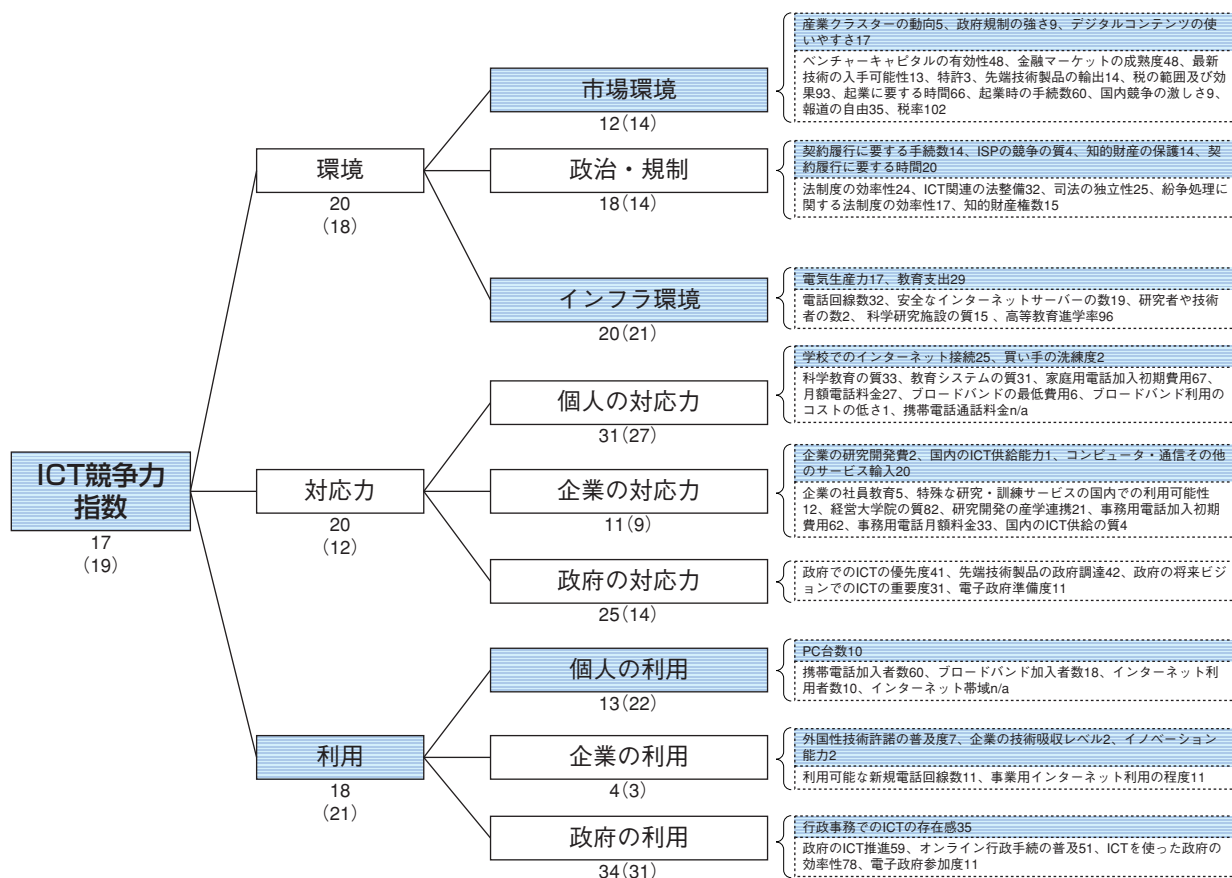 ICT競争力
指数
17
(19)
環境
20
(18)
市場環境
12(14)
産業クラスターの動向5、政府規制の強さ9、デジタルコンテンツの使
いやすさ17
ベンチャーキャピタルの有効性48、金融マーケットの成熟度48、最新
技術の入手可能性13、特許3、先端技術製品の輸出14、税の範囲及び効
果93、起業に要する時間66、起業時の手続数60、国内競争の激しさ9、
報道の自由35、税率102
政治・規制
18(14)
契約履行に要する手続数14、ISPの競争の質4、知的財産の保護14、契
約履行に要する時間20
法制度の効率性24、ICT関連の法整備32、司法の独立性25、紛争処理に
関する法制度の効率性17、知的財産権数15
インフラ環境
20(21)
電気生産力17、教育支出29
電話回線数32、安全なインターネットサーバーの数19、研究者や技術
者の数2、科学研究施設の質15 、高等教育進学率96
対応力
20
(12)
個人の対応力
31(27)
学校でのインターネット接続25、買い手の洗練度2
科学教育の質33、教育システムの質31、家庭用電話加入初期費用67、
月額電話料金27、ブロードバンドの最低費用6、ブロードバンド利用の
コストの低さ1、携帯電話通話料金n/a
企業の対応力
11(9)
企業の研究開発費2、国内のICT供給能力1、コンピュータ・通信その他
のサービス輸入20
企業の社員教育5、特殊な研究・訓練サービスの国内での利用可能性
12、経営大学院の質82、研究開発の産学連携21、事務用電話加入初期
費用62、事務用電話月額料金33、国内のICT供給の質4
政府の対応力
25(14)
政府でのICTの優先度41、先端技術製品の政府調達42、政府の将来ビジ
ョンでのICTの重要度31、電子政府準備度11
利用
18
(21)
個人の利用
13(22)
PC台数10
携帯電話加入者数60、ブロードバンド加入者数18、インターネット利
用者数10、インターネット帯域n/a
企業の利用
4(3)
外国性技術許諾の普及度7、企業の技術吸収レベル2、イノベーション
能力2
利用可能な新規電話回線数11、事業用インターネット利用の程度11
政府の利用
34(31)
行政事務でのICTの存在感35
政府のICT推進59、オンライン行政手続の普及51、ICTを使った政府の
効率性78、電子政府参加度11